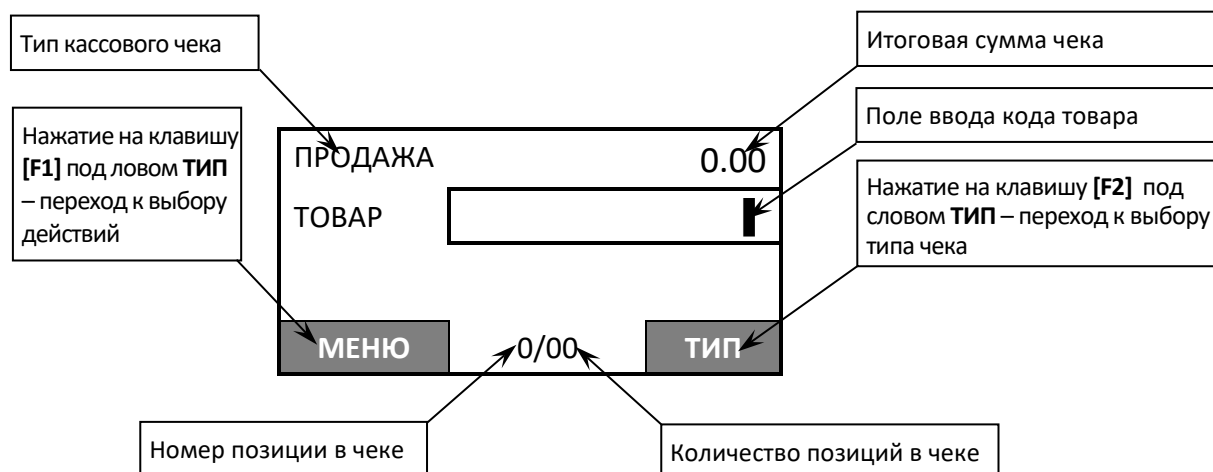 Тип кассового чека
Итоговая сумма чека
Нажатие на клавишу
[F1] под ловом ТИП
– переход к выбору
действий
Поле ввода кода товара
Нажатие на клавишу [F2] под
словом ТИП – переход к выбору
типа чека
ПРОДАЖА 0.00
ТОВАР
МЕНЮ 0/00 ТИП
Номер позиции в чеке
Количество позиций в чеке